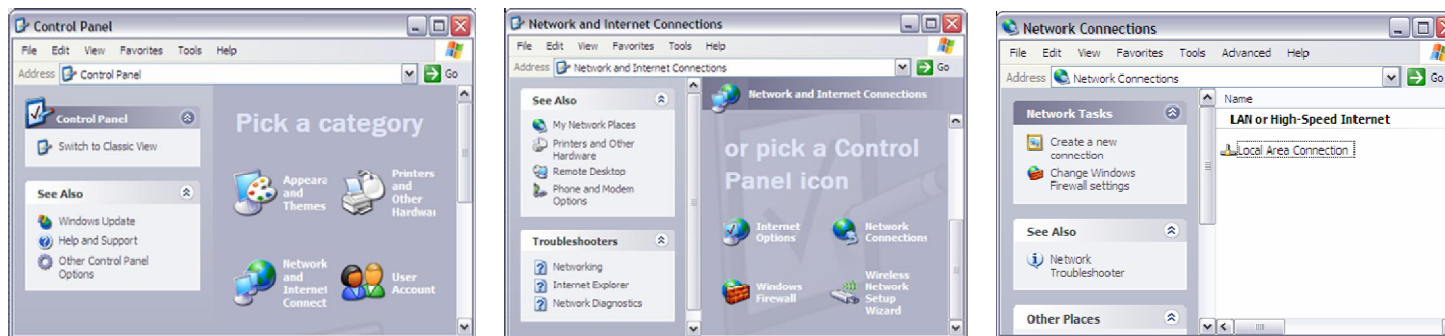 Control Panel
File Edit View Favorites Tools Help
Address Control Panel Go
Control Panel
Switch to Classic View
See Also
Windows Update
Help and Support
Other Control Panel
Options
Pick a category
Appeara
and
Themes
Printers
and
Other
Hardwar
Network
and
Internet
Connect
User
Account
Network and Internet Connections
File Edit View Favorites Tools Help
Address Network and Internet Connections Go
See Also
My Network Places
Printers and Other
Hardware
Remote Desktop
Phone and Modem
Options
Troubleshooters
Networking
Internet Explorer
Network Diagnostics
Network and Internet Connections
or pick a Control
Panel icon
Internet
Options
Network
Connections
Windows
Firewall
Wireless
Network
Setup
Wizard
Network Connections
File Edit View Favorites Tools Advanced Help
Address Network Connections Go
Network Tasks
Create a new
connection
Change Windows
Firewall settings
See Also
Network
Troubleshooter
Other Places
Name
LAN or High-Speed Internet
Local Area Connection